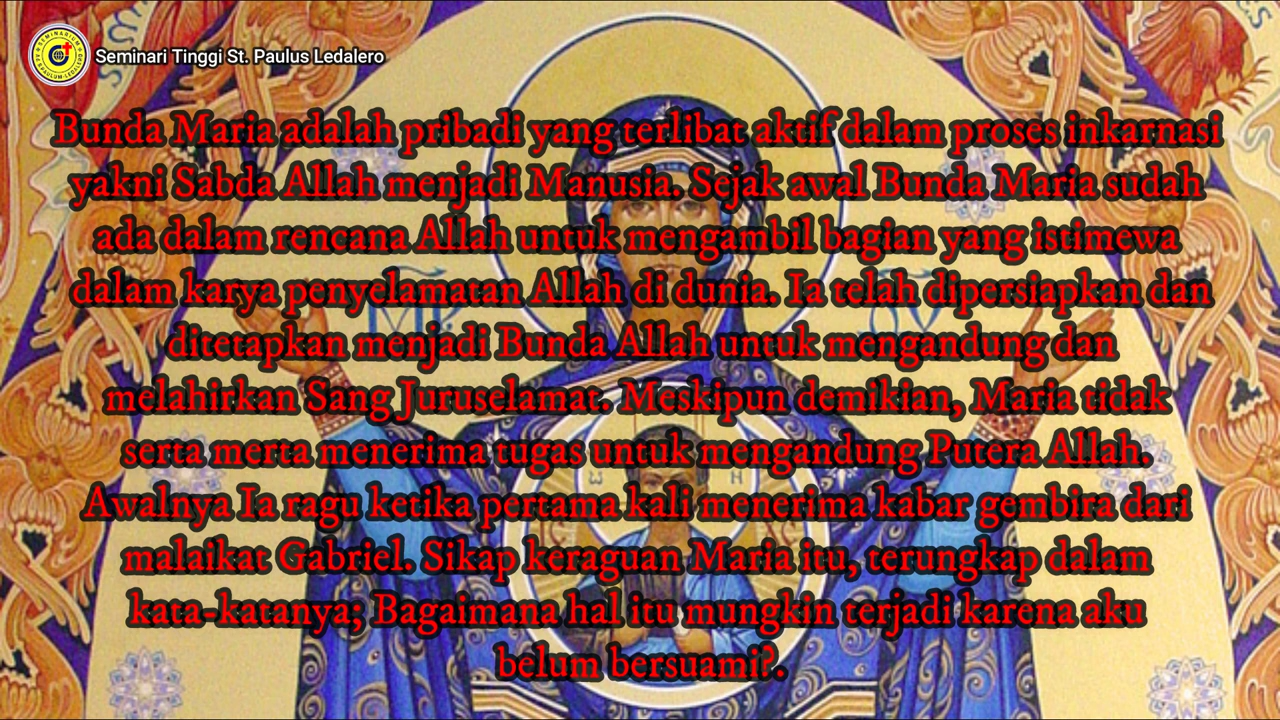 Seminari Tinggi St. Paulus Ledalero
Bunda Maria adalah pribadi yang terlibat aktif dalam proses inkarnasi
yakni Sabda Allah menjadi Manusia. Sejak awal Bunda Maria sudah
ada dalam rencana Allah untuk mengambil bagian yang istimewa
dalam karya penyelamatan Allah di dunia. Ia telah dipersiapkan dan
ditetapkan menjadi Bunda Allah untuk mengandung dan
melahirkan Sang Juruselamat. Meskipun demikian, Maria tidak
serta merta menerima tugas untuk mengandung Putera Allah.
Awalnya Ia ragu ketika pertama kali menerima kabar gembira dari
malaikat Gabriel. Sikap keraguan Maria itu, terungkap dalam
kata-katanya; Bagaimana hal itu mungkin terjadi karena aku
belum bersuami?.